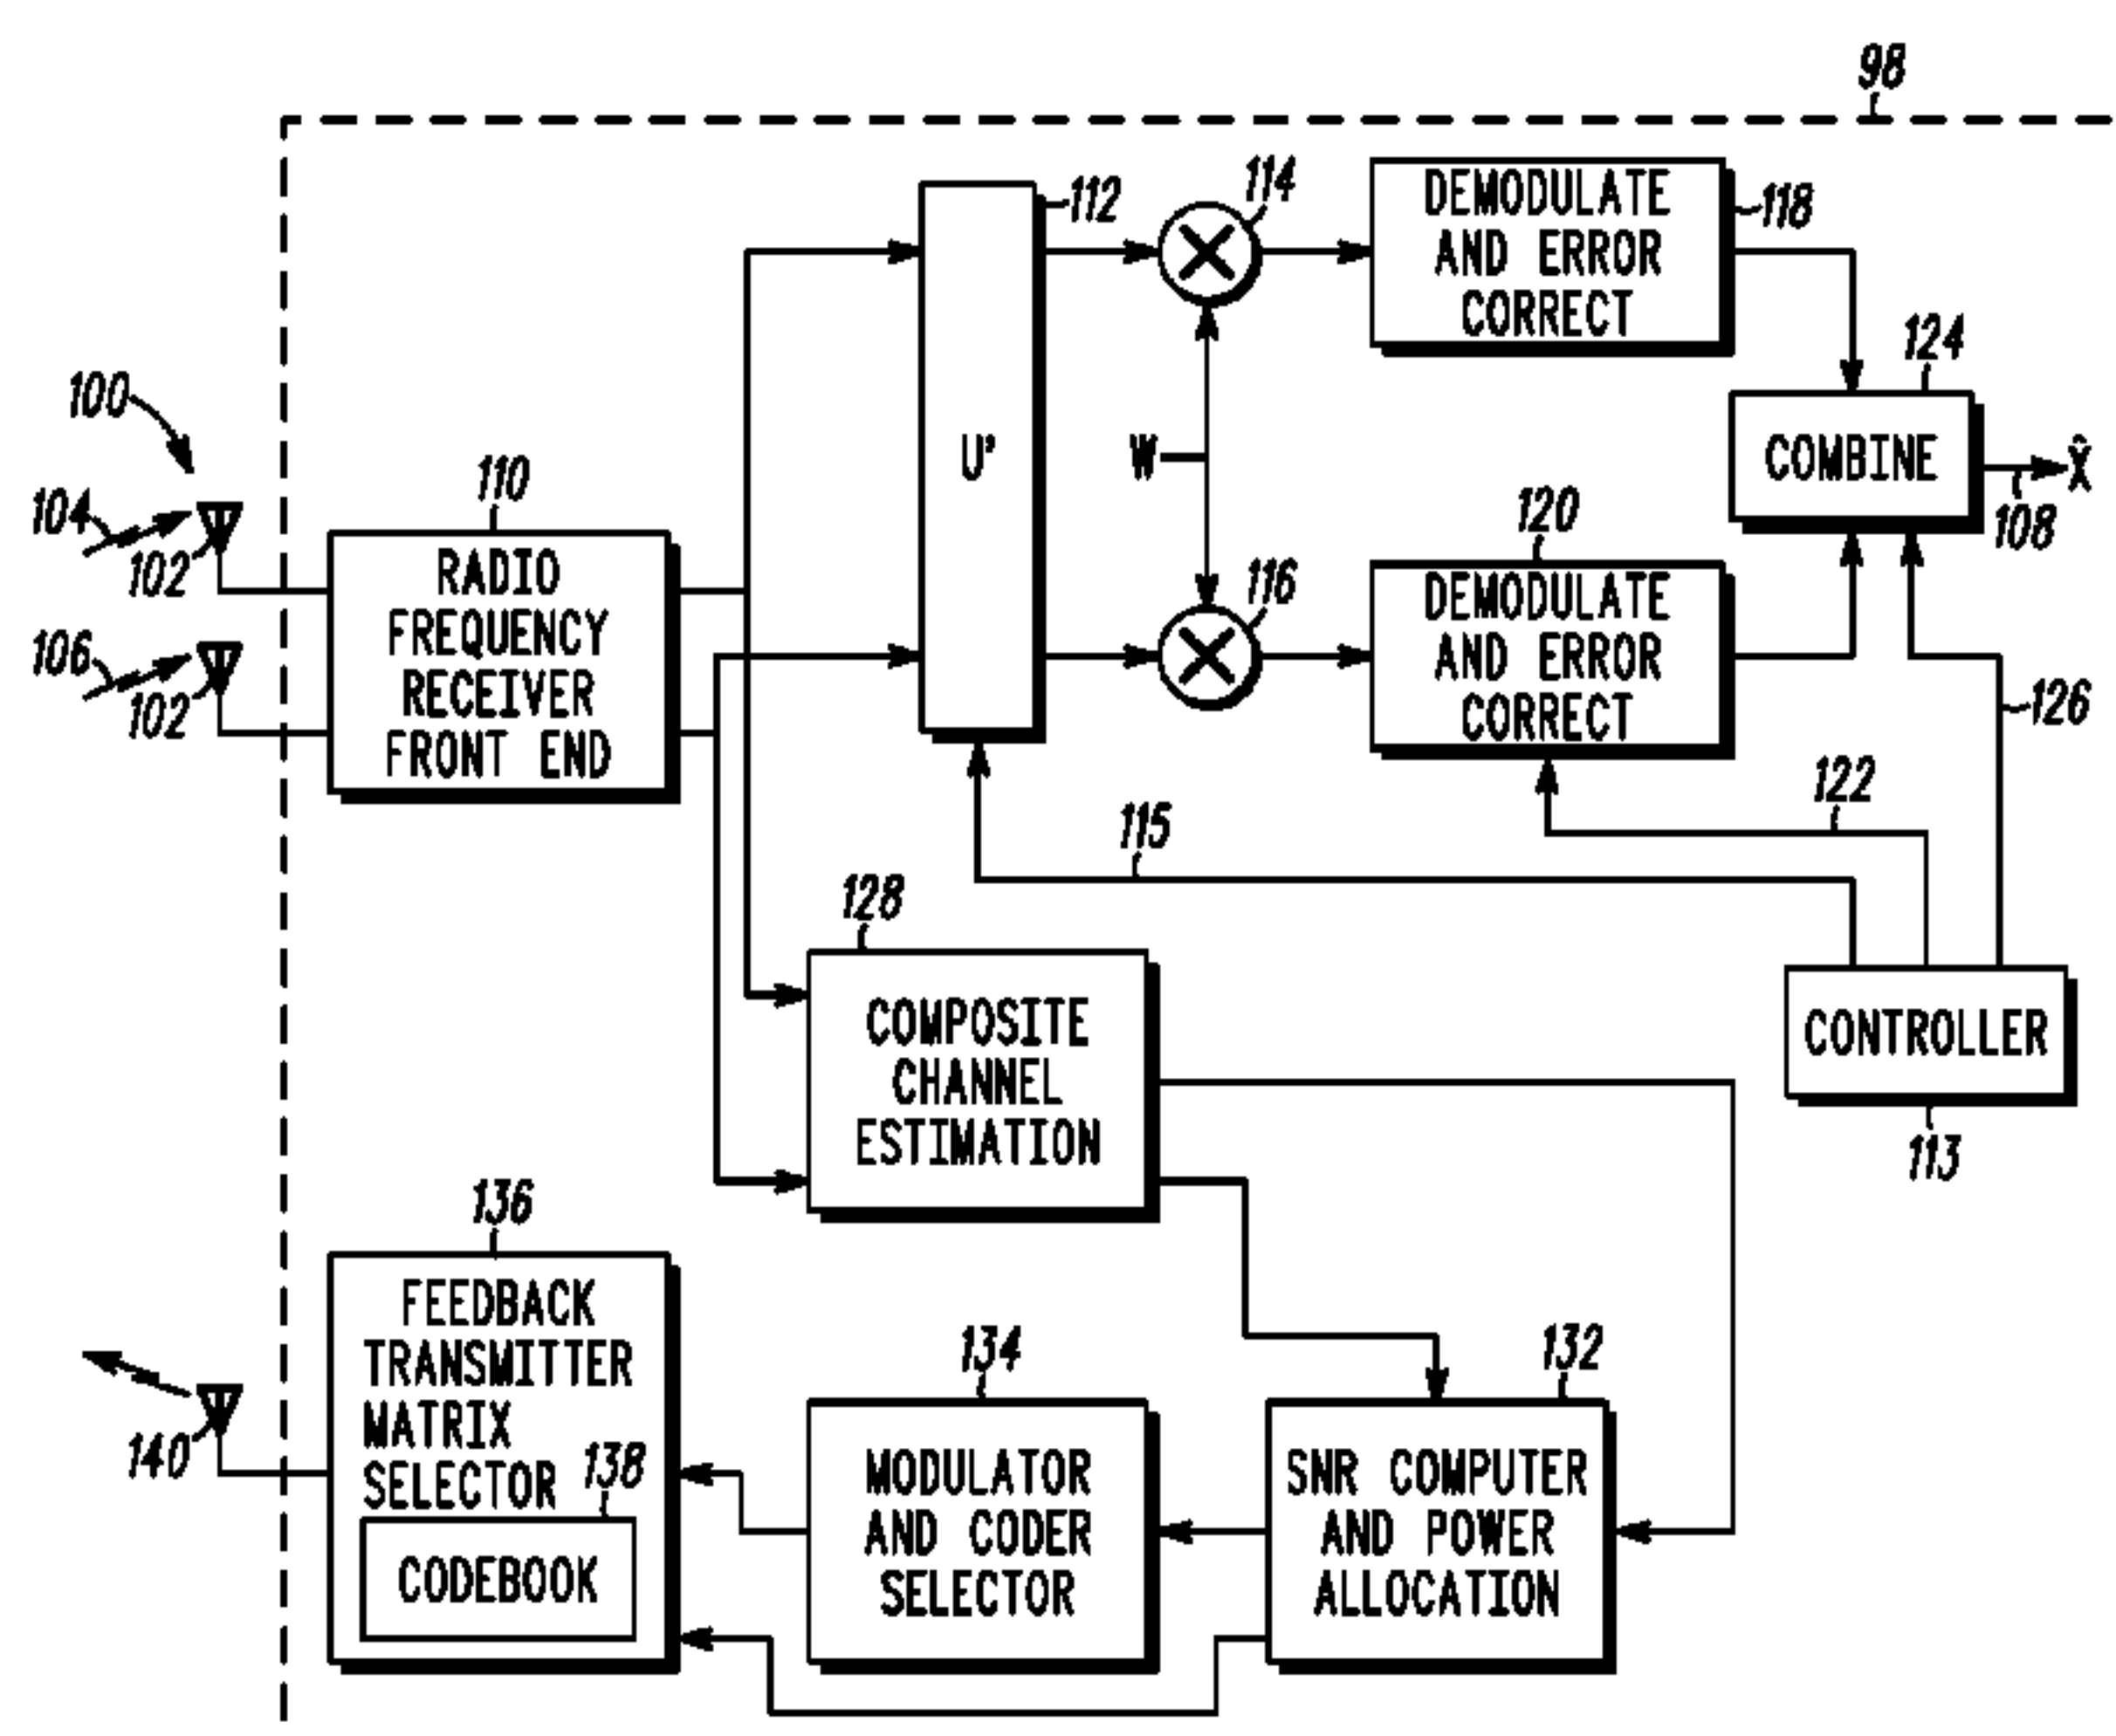 98
112
114
DEMODULATE
AND ERROR
CORRECT
118
100
104
102
106
102
110
RADIO
FREQUENCY
RECEIVER
FRONT END
U'
W
116
120
DEMODULATE
AND ERROR
CORRECT
124
COMBINE
X̂
108
126
122
115
128
COMPOSITE
CHANNEL
ESTIMATION
CONTROLLER
113
136
FEEDBACK
TRANSMITTER
MATRIX
SELECTOR
138
CODEBOOK
140
134
MODULATOR
AND CODER
SELECTOR
132
SNR COMPUTER
AND POWER
ALLOCATION